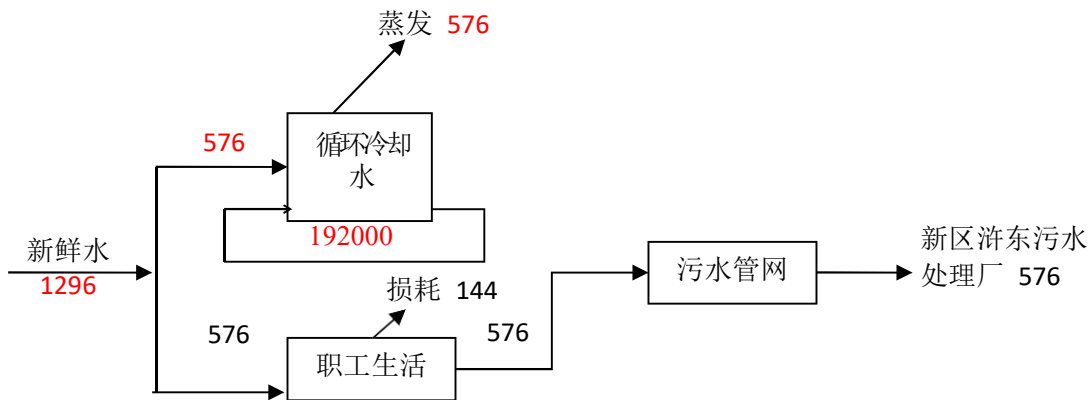 蒸发 576
576
循环冷却
水
192000
新鲜水
1296
损耗 144
576
职工生活
576
污水管网
新区浒东污水
处理厂 576